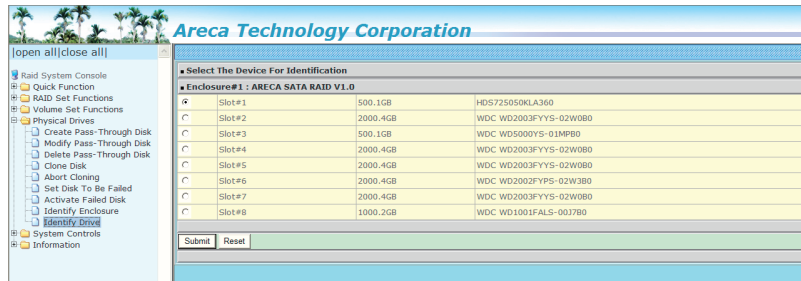 Areca Technology Corporation
|open all|close all|
Raid System Console
Quick Function
RAID Set Functions
Volume Set Functions
Physical Drives
Create Pass-Through Disk
Modify Pass-Through Disk
Delete Pass-Through Disk
Clone Disk
Abort Cloning
Set Disk To Be Failed
Activate Failed Disk
Identify Enclosure
Identify Drive
System Controls
Information
Select The Device For Identification
Enclosure#1 : ARECA SATA RAID V1.0
Slot#1 500.1GB HDS725050KLA360
Slot#2 2000.4GB WDC WD2003FYYS-02W0B0
Slot#3 500.1GB WDC WD5000YS-01MPB0
Slot#4 2000.4GB WDC WD2003FYYS-02W0B0
Slot#5 2000.4GB WDC WD2003FYYS-02W0B0
Slot#6 2000.4GB WDC WD2002FYPS-02W3B0
Slot#7 2000.4GB WDC WD2003FYYS-02W0B0
Slot#8 1000.2GB WDC WD1001FALS-00J7B0
Submit Reset